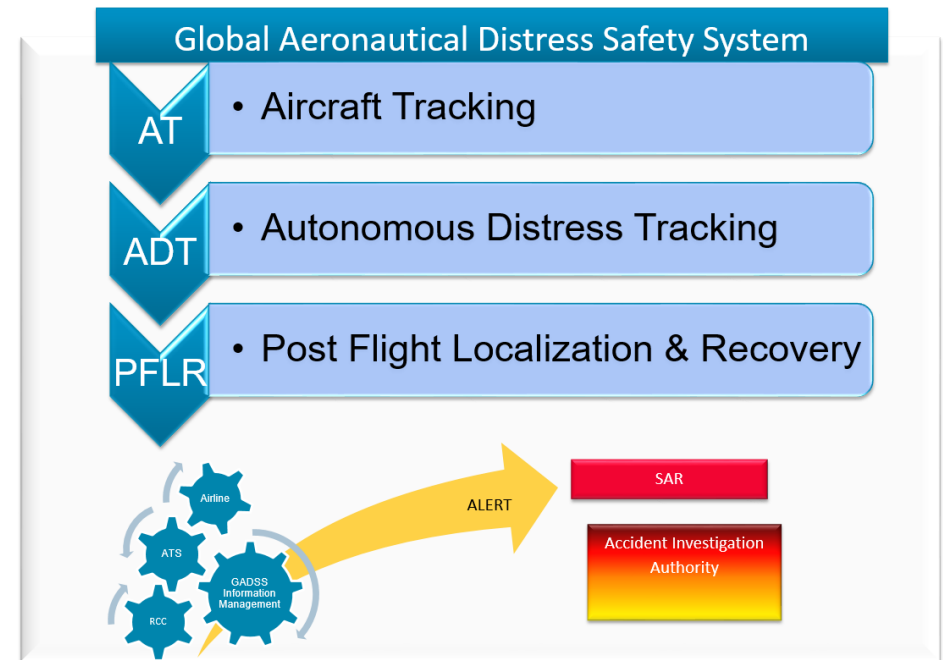 Global Aeronautical Distress Safety System
AT
• Aircraft Tracking
ADT
• Autonomous Distress Tracking
PFLR
• Post Flight Localization & Recovery
Airline
ATS
RCC
GADSS
Information
Management
ALERT
SAR
Accident Investigation
Authority